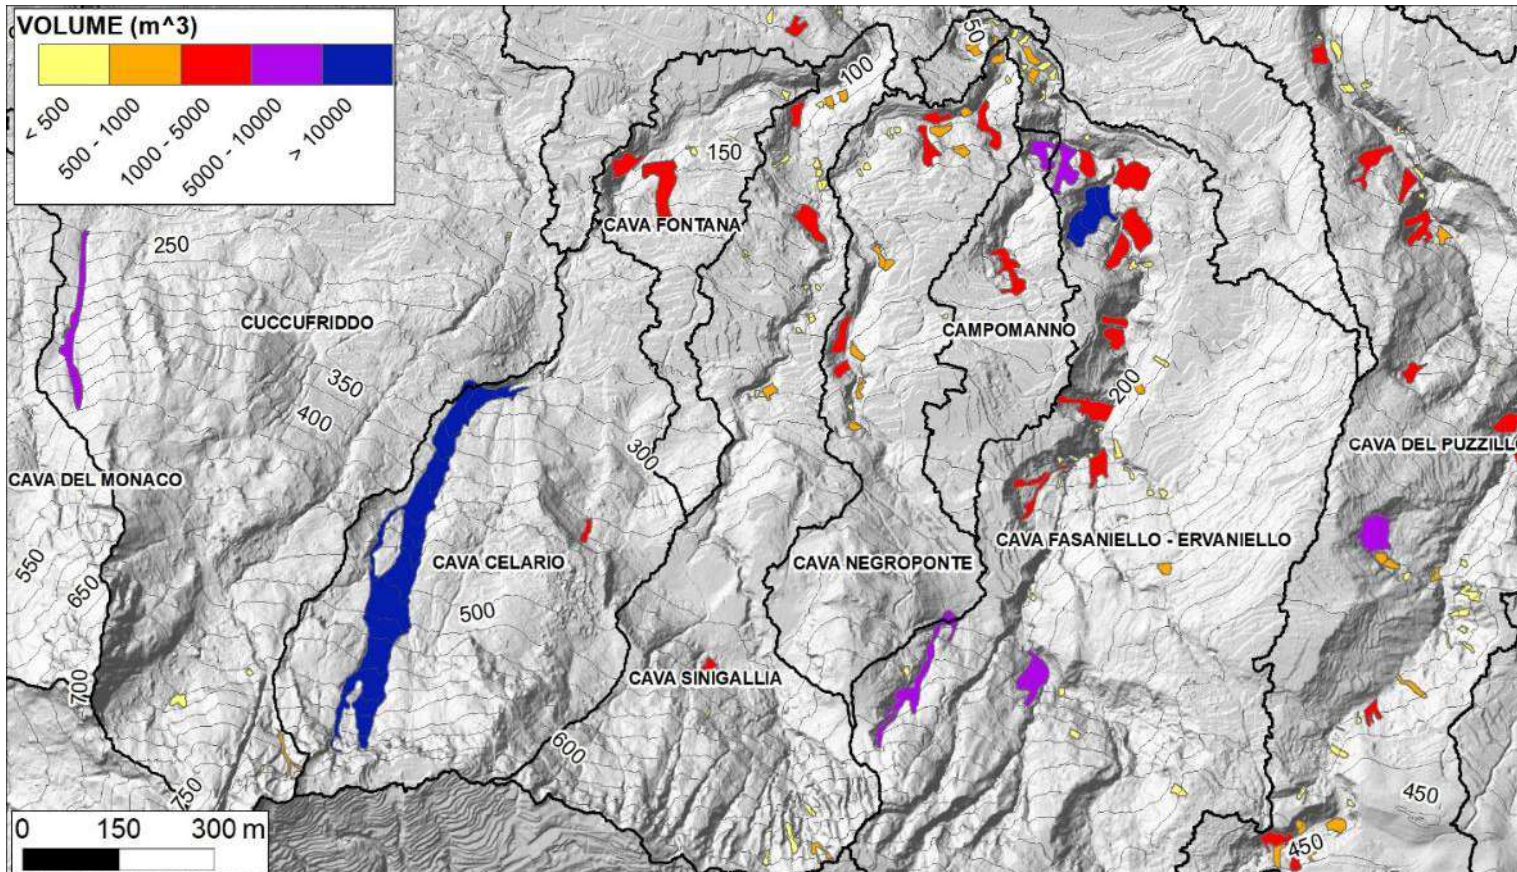 VOLUME (m^3)
< 500
500 - 1000
1000 - 5000
5000 - 10000
> 10000
50
100
150
CAVA FONTANA
250
CUCCUFRIDDO
CAMPOMANNO
350
200
400
300
CAVA DEL PUZZILLO
CAVA DEL MONACO
CAVA FASANIELLO - ERVANIELLO
550
CAVA CELARIO
CAVA NEGROPONTE
650
500
CAVA SINIGALLIA
700
600
750
450
0 150 300 m
450